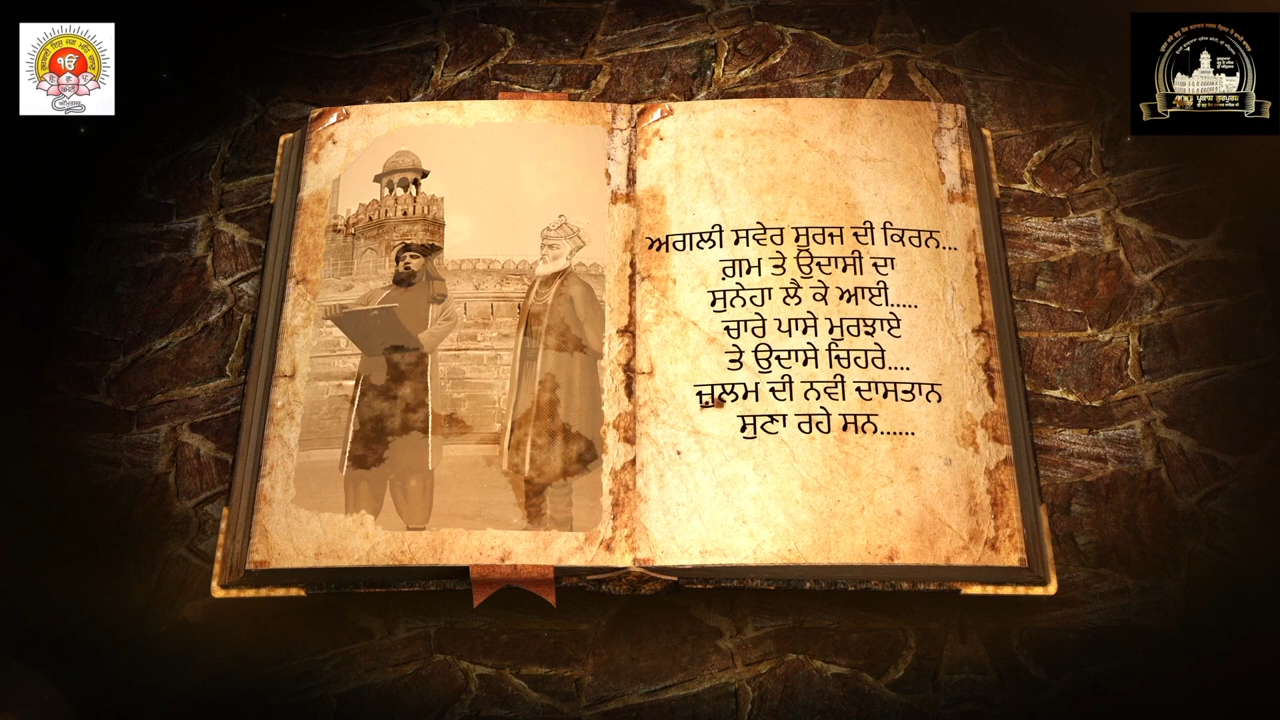 ਅਗਲੀ ਸਵੇਰ ਸੂਰਜ ਦੀ ਕਿਰਨ...
ਗ਼ਮ ਤੇ ਉਦਾਸੀ ਦਾ
ਸੁਨੇਹਾ ਲੈ ਕੇ ਆਈ.....
ਚਾਰੇ ਪਾਸੇ ਮੁਰਝਾਏ
ਤੇ ਉਦਾਸੇ ਚਿਹਰੇ....
ਜ਼ੁਲਮ ਦੀ ਨਵੀਂ ਦਾਸਤਾਨ
ਸੁਣਾ ਰਹੇ ਸਨ......